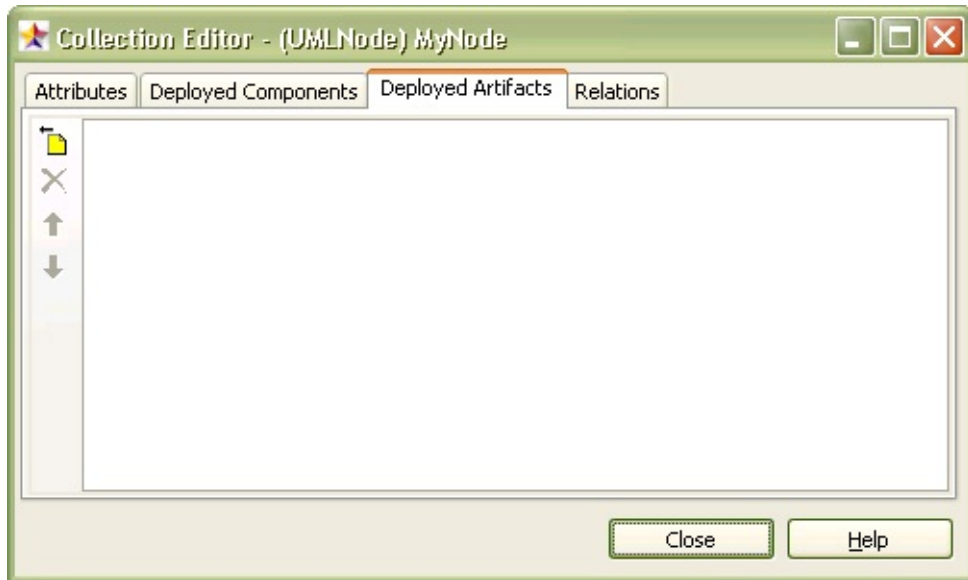 Collection Editor - (UMLNode) MyNode
Attributes Deployed Components Deployed Artifacts Relations
Close Help